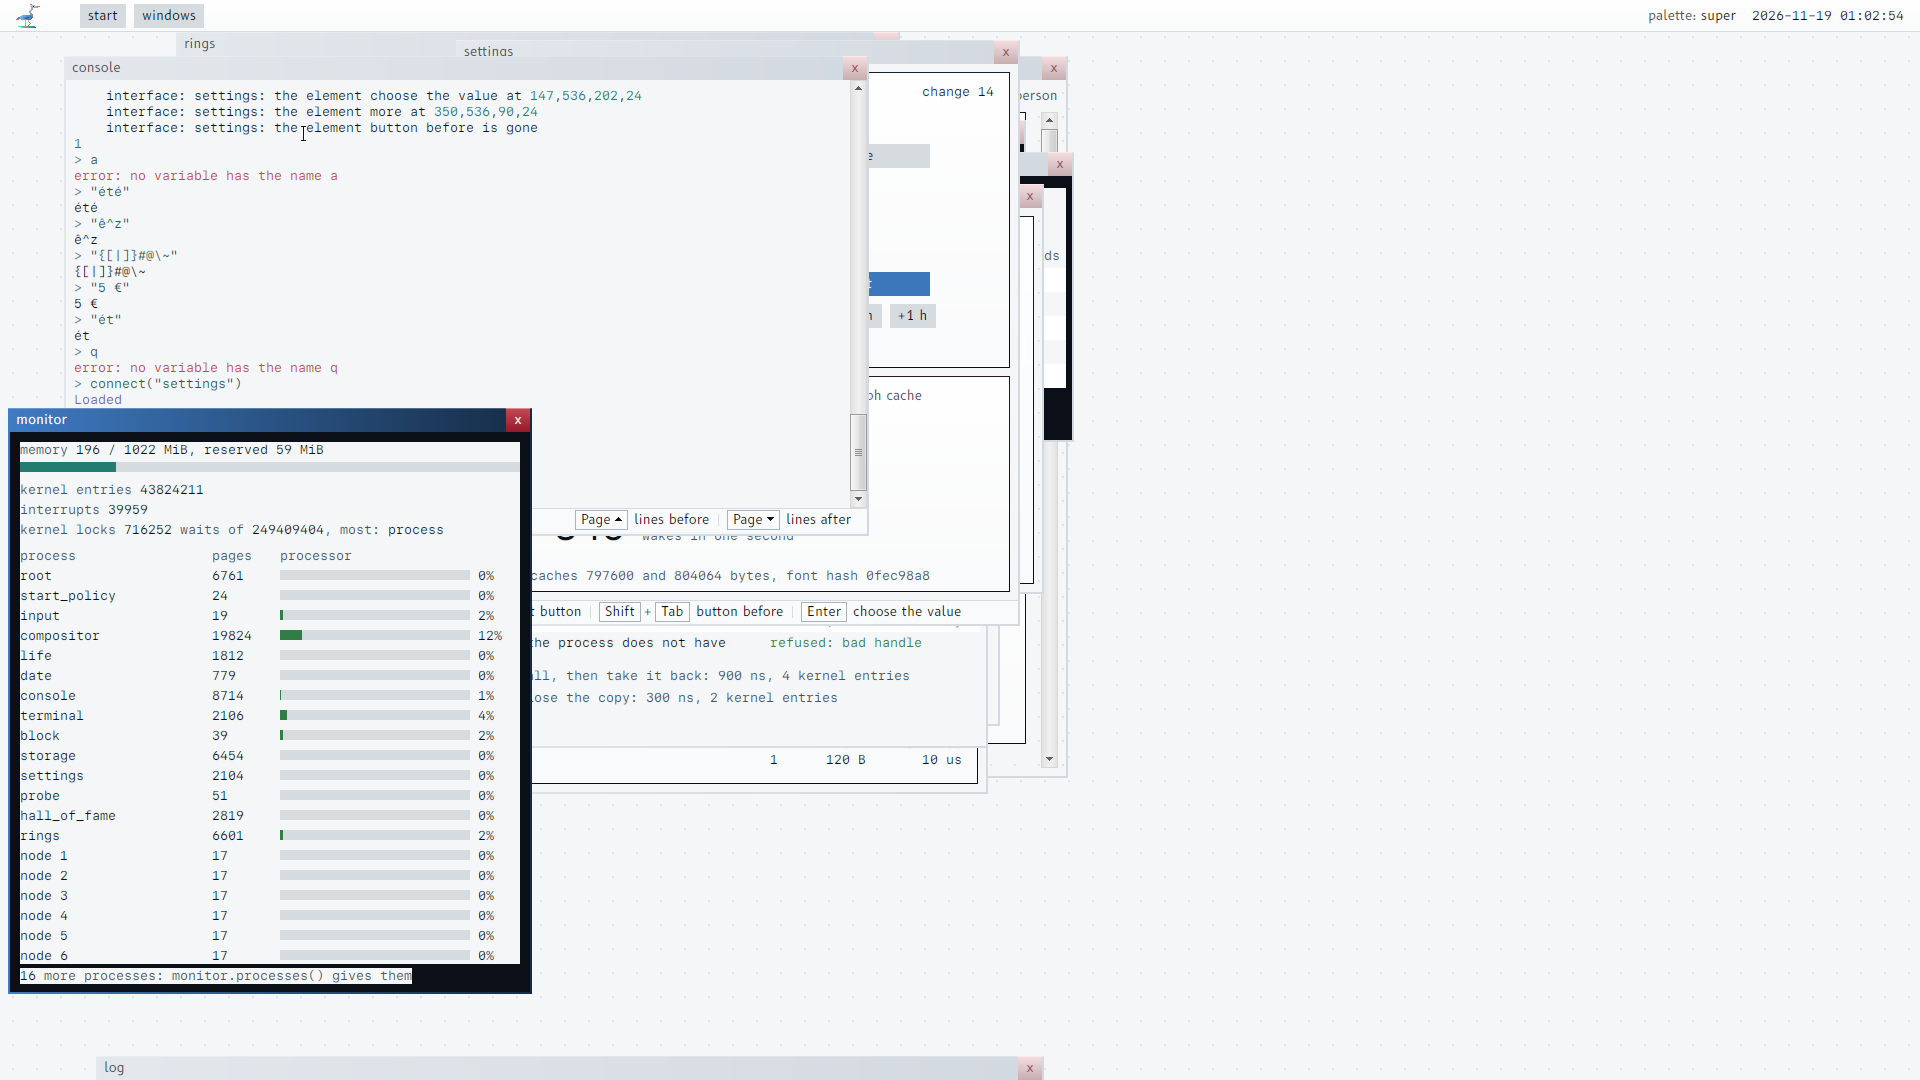 start windows palette: super 2026-11-19 01:02:54
rings
settings x
console x
x
interface: settings: the element choose the value at 147,536,202,24
interface: settings: the element more at 350,536,90,24
interface: settings: the element button before is gone
1
> a
error: no variable has the name a
> "été"
été
> "ê^z"
ê^z
> "{[|]}#@\~"
{[|]}#@\~
> "5 €"
5 €
> "ét"
ét
> q
error: no variable has the name q
> connect("settings")
Loaded
Page lines before Page lines after
change 14
+1 h
x
x
caches 797600 and 804064 bytes, font hash 0fec98a8
button Shift + Tab button before Enter choose the value
the process does not have refused: bad handle
then take it back: 900 ns, 4 kernel entries
the copy: 300 ns, 2 kernel entries
1 120 B 10 us
monitor x
memory 196 / 1022 MiB, reserved 59 MiB
kernel entries 43824211
interrupts 39959
kernel locks 716252 waits of 249409404, most: process
process pages processor
root 6761 0%
start_policy 24 0%
input 19 2%
compositor 19824 12%
life 1812 0%
date 779 0%
console 8714 1%
terminal 2106 4%
block 39 2%
storage 6454 0%
settings 2104 0%
probe 51 0%
hall_of_fame 2819 0%
rings 6601 2%
node 1 17 0%
node 2 17 0%
node 3 17 0%
node 4 17 0%
node 5 17 0%
node 6 17 0%
16 more processes: monitor.processes() gives them
log x